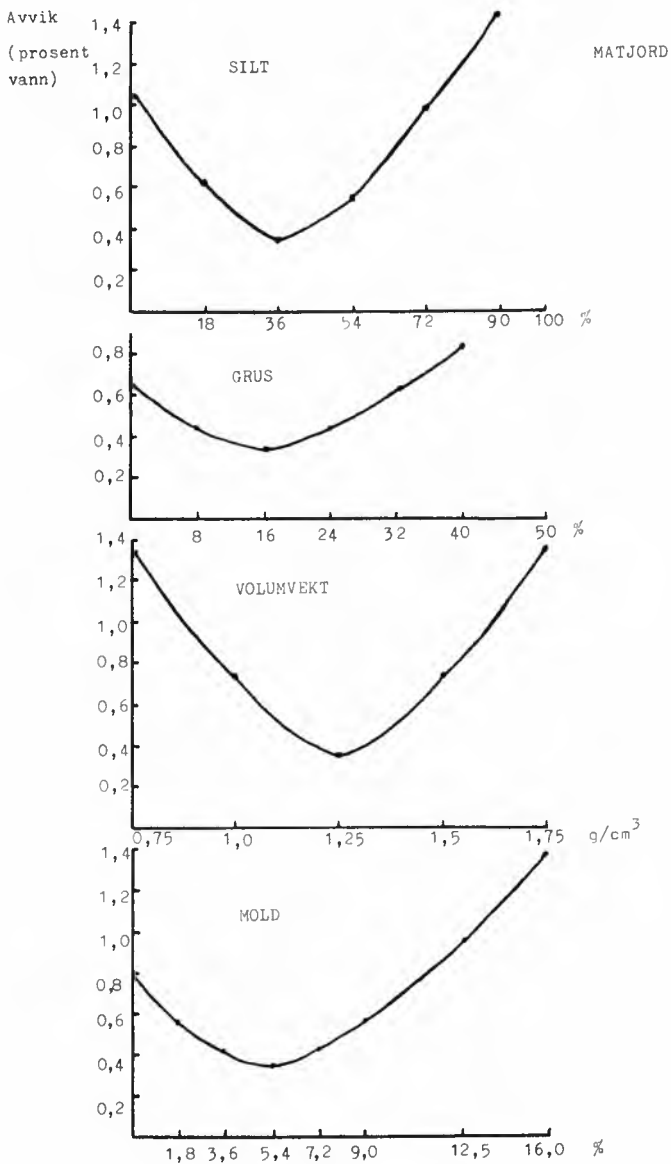 Avvik
(prosent
vann)
MATJORD
SILT
1,4
1,2
1,0
0,8
0,6
0,4
0,2
18 36 54 72 90 100 %
GRUS
0,8
0,6
0,4
0,2
8 16 24 32 40 50 %
VOLUMVEKT
1,4
1,2
1,0
0,8
0,6
0,4
0,2
0,75 1,0 1,25 1,5 1,75 g/cm³
MOLD
1,4
1,2
1,0
0,8
0,6
0,4
0,2
1,8 3,6 5,4 7,2 9,0 12,5 16,0 %